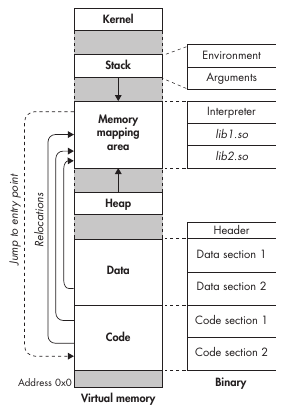 Kernel
Stack
Environment
Arguments
Memory
mapping
area
Interpreter
lib1.so
lib2.so
Jump to entry point
Relocations
Heap
Header
Data
Data section 1
Data section 2
Code
Code section 1
Code section 2
Address 0x0
Virtual memory
Binary